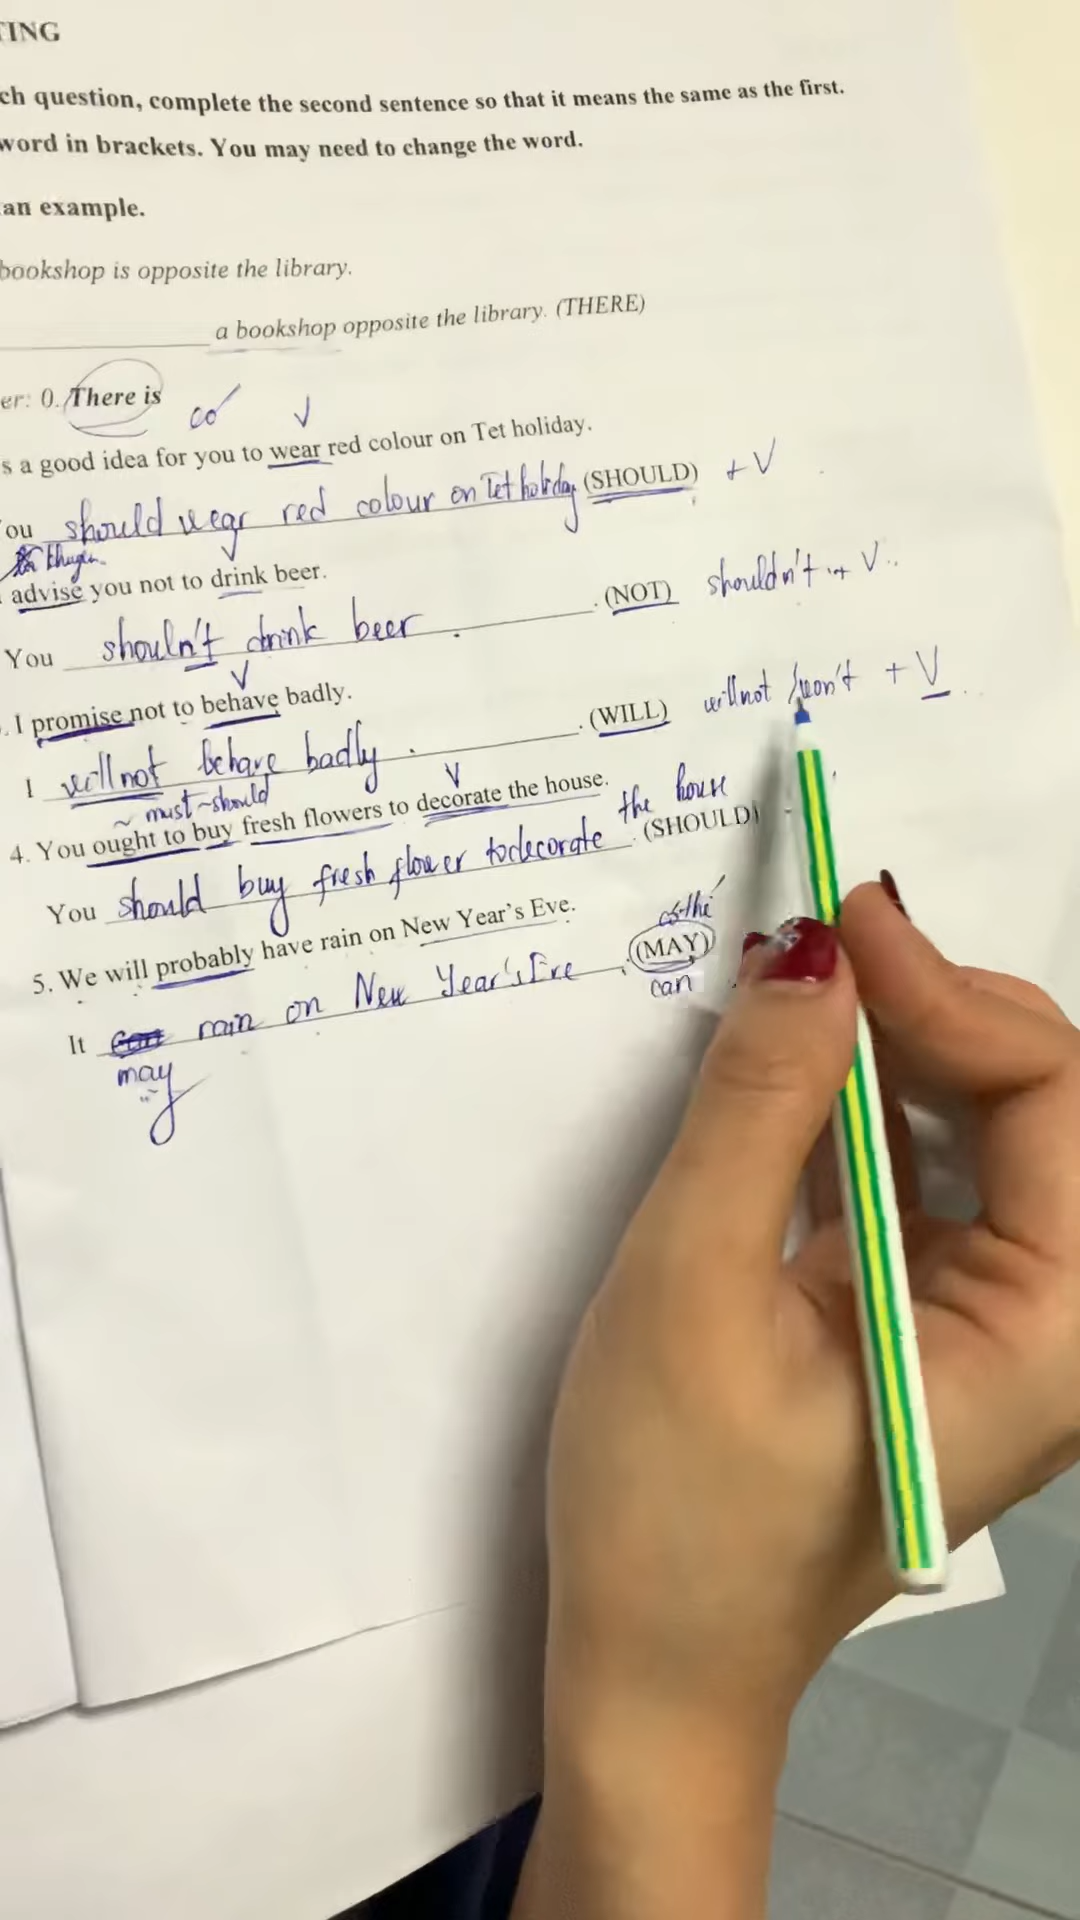 TING
ch question, complete the second sentence so that it means the same as the first.
word in brackets. You may need to change the word.
an example.
bookshop is opposite the library.
a bookshop opposite the library. (THERE)
er: 0. There is
có V
s a good idea for you to wear red colour on Tet holiday.
ou should wear red colour on Tet holiday (SHOULD) + V
khuyên V
advise you not to drink beer.
You shouln't drink beer . . (NOT) shouldn't + V..
V
. I promise not to behave badly.
I will not behave badly . . (WILL) will not / won't + V
~ must ~ should V
4. You ought to buy fresh flowers to decorate the house.
the house
You should buy fresh flower to decorate . (SHOULD)
5. We will probably have rain on New Year's Eve.
có thể
It rain on New Year's Eve . (MAY)
may can